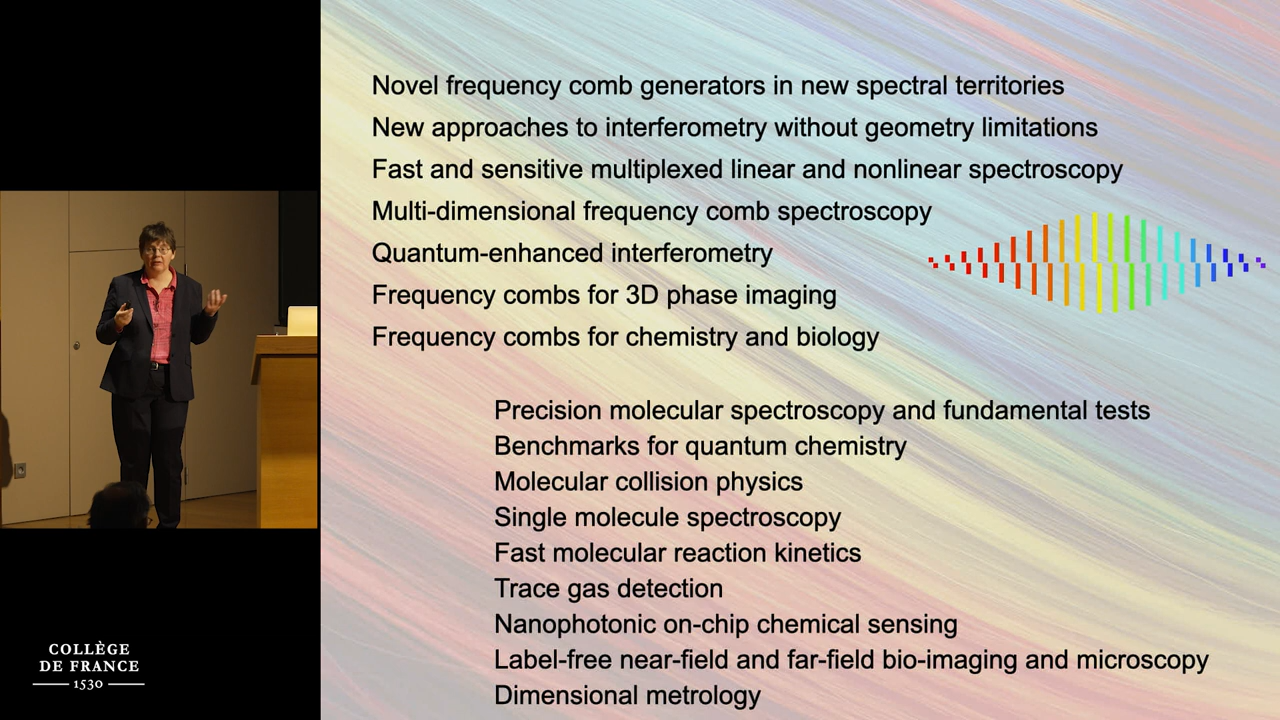 Novel frequency comb generators in new spectral territories
New approaches to interferometry without geometry limitations
Fast and sensitive multiplexed linear and nonlinear spectroscopy
Multi-dimensional frequency comb spectroscopy
Quantum-enhanced interferometry
Frequency combs for 3D phase imaging
Frequency combs for chemistry and biology
Precision molecular spectroscopy and fundamental tests
Benchmarks for quantum chemistry
Molecular collision physics
Single molecule spectroscopy
Fast molecular reaction kinetics
Trace gas detection
Nanophotonic on-chip chemical sensing
Label-free near-field and far-field bio-imaging and microscopy
Dimensional metrology
COLLÈGE
DE FRANCE
1530